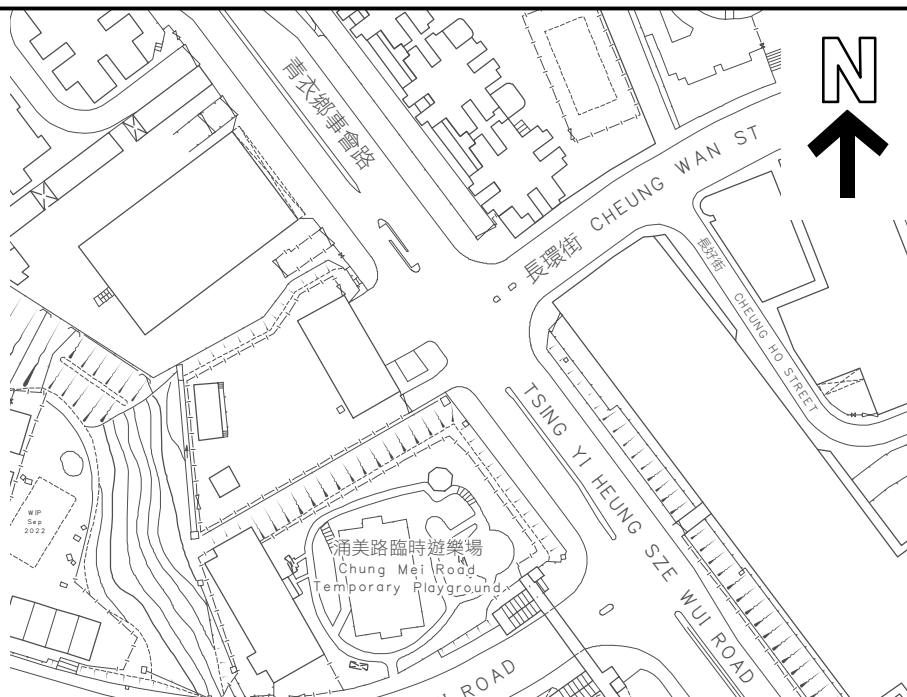 N
青衣鄉事會路
長環街 CHEUNG WAN ST
長好街
CHEUNG HO STREET
TSING YI HEUNG SZE WUI ROAD
WIP
Sep
2022
涌美路臨時遊樂場
Chung Mei Road
Temporary Playground
ROAD